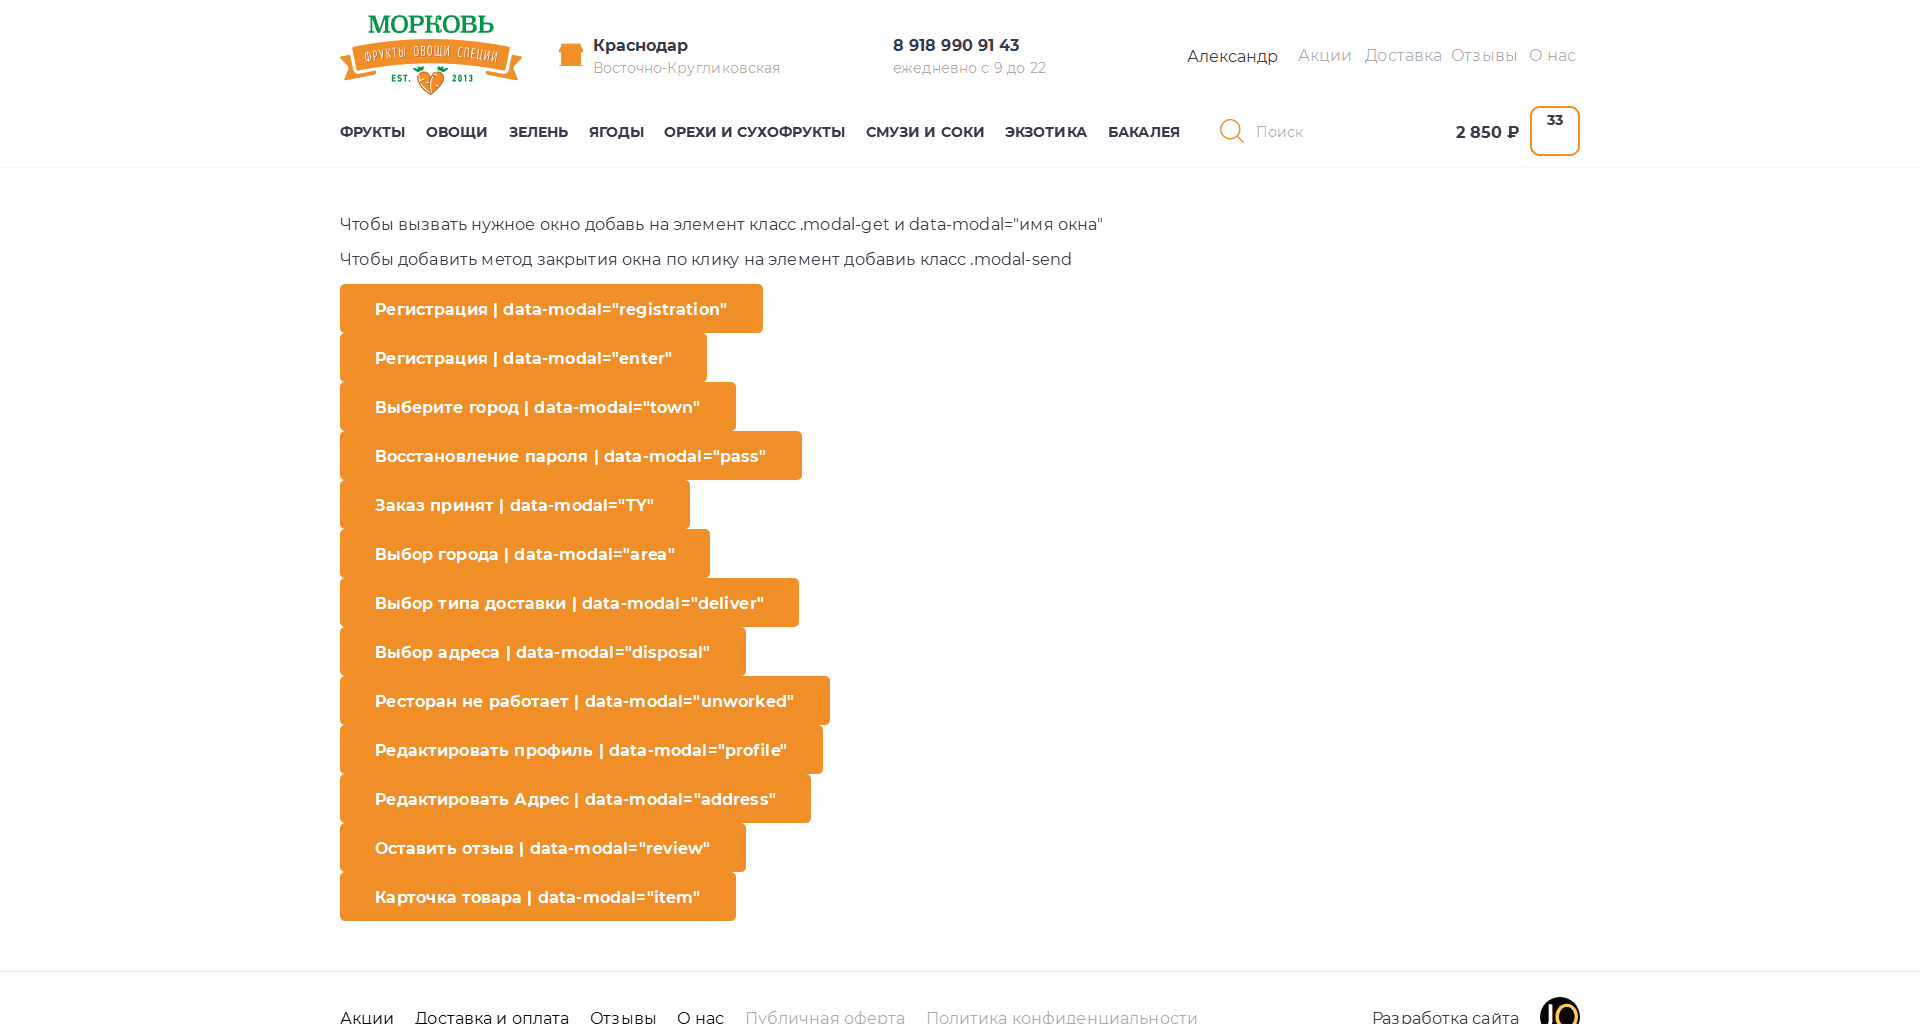 МОРКОВЬ
ФРУКТЫ ОВОЩИ СПЕЦИИ
EST. 2013
Краснодар
Восточно-Кругликовская
8 918 990 91 43
ежедневно с 9 до 22
Александр Акции Доставка Отзывы О нас
ФРУКТЫ ОВОЩИ ЗЕЛЕНЬ ЯГОДЫ ОРЕХИ И СУХОФРУКТЫ СМУЗИ И СОКИ ЭКЗОТИКА БАКАЛЕЯ Поиск 2 850 ₽ 33
Чтобы вызвать нужное окно добавь на элемент класс .modal-get и data-modal="имя окна"
Чтобы добавить метод закрытия окна по клику на элемент добавиь класс .modal-send
Регистрация | data-modal="registration"
Регистрация | data-modal="enter"
Выберите город | data-modal="town"
Восстановление пароля | data-modal="pass"
Заказ принят | data-modal="TY"
Выбор города | data-modal="area"
Выбор типа доставки | data-modal="deliver"
Выбор адреса | data-modal="disposal"
Ресторан не работает | data-modal="unworked"
Редактировать профиль | data-modal="profile"
Редактировать Адрес | data-modal="address"
Оставить отзыв | data-modal="review"
Карточка товара | data-modal="item"
Акции Доставка и оплата Отзывы О нас Публичная оферта Политика конфиденциальности Разработка сайта